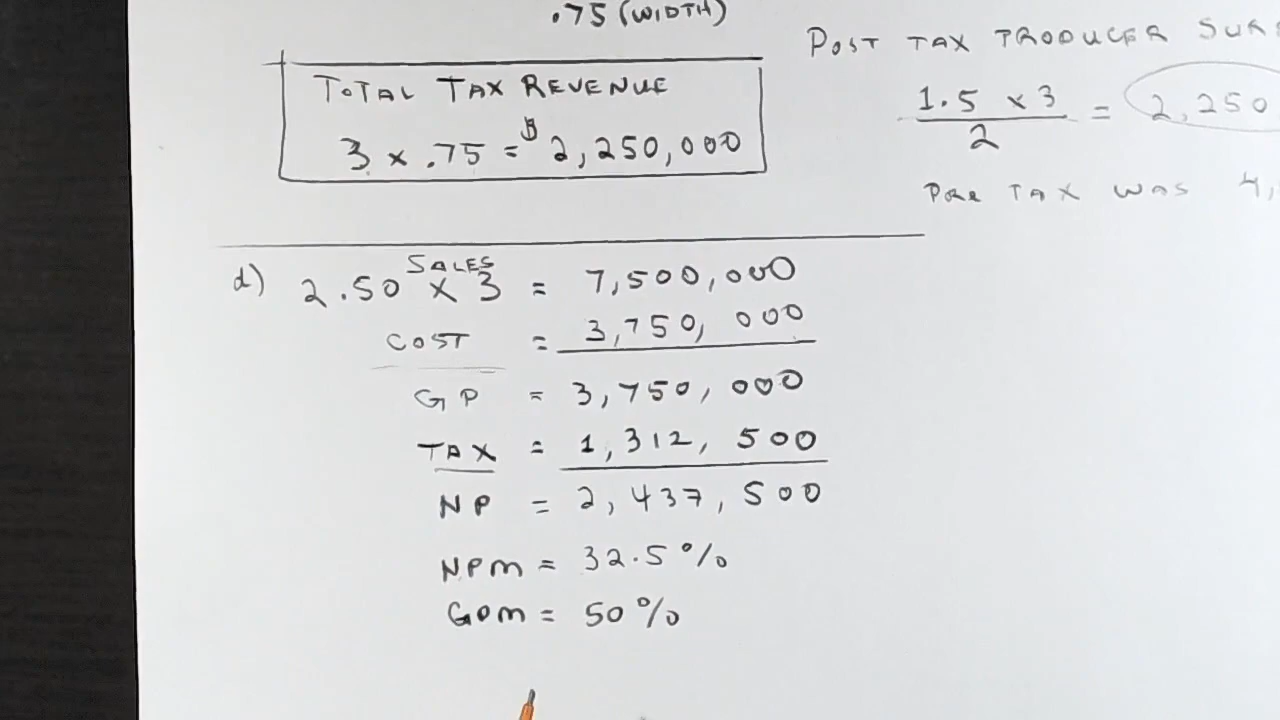 .75 (WIDTH)
TOTAL TAX REVENUE
3 x .75 = $2,250,000
POST TAX PRODUCER SUR
1.5 x 3
2
= 2,250
PRE TAX WAS 4,
d) 2.50 x 3 = 7,500,000
SALES
COST = 3,750,000
GP = 3,750,000
TAX = 1,312,500
NP = 2,437,500
NPM = 32.5%
GOM = 50%